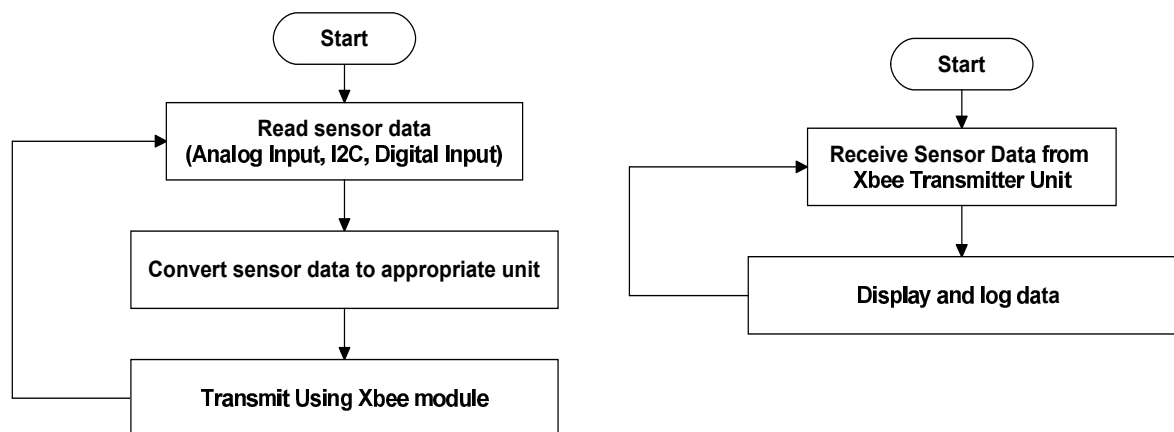 Start
Read sensor data
(Analog Input, I2C, Digital Input)
Convert sensor data to appropriate unit
Transmit Using Xbee module
Start
Receive Sensor Data from
Xbee Transmitter Unit
Display and log data